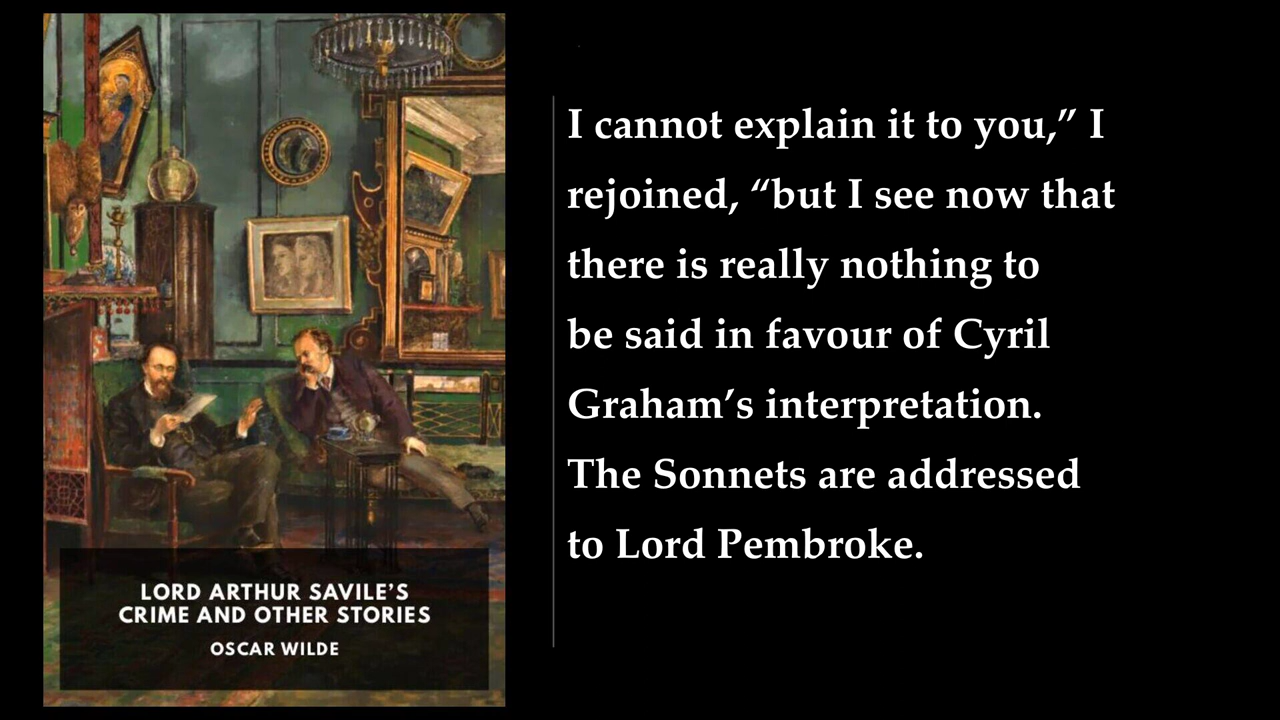 LORD ARTHUR SAVILE’S
CRIME AND OTHER STORIES
OSCAR WILDE
I cannot explain it to you,” I
rejoined, “but I see now that
there is really nothing to
be said in favour of Cyril
Graham’s interpretation.
The Sonnets are addressed
to Lord Pembroke.